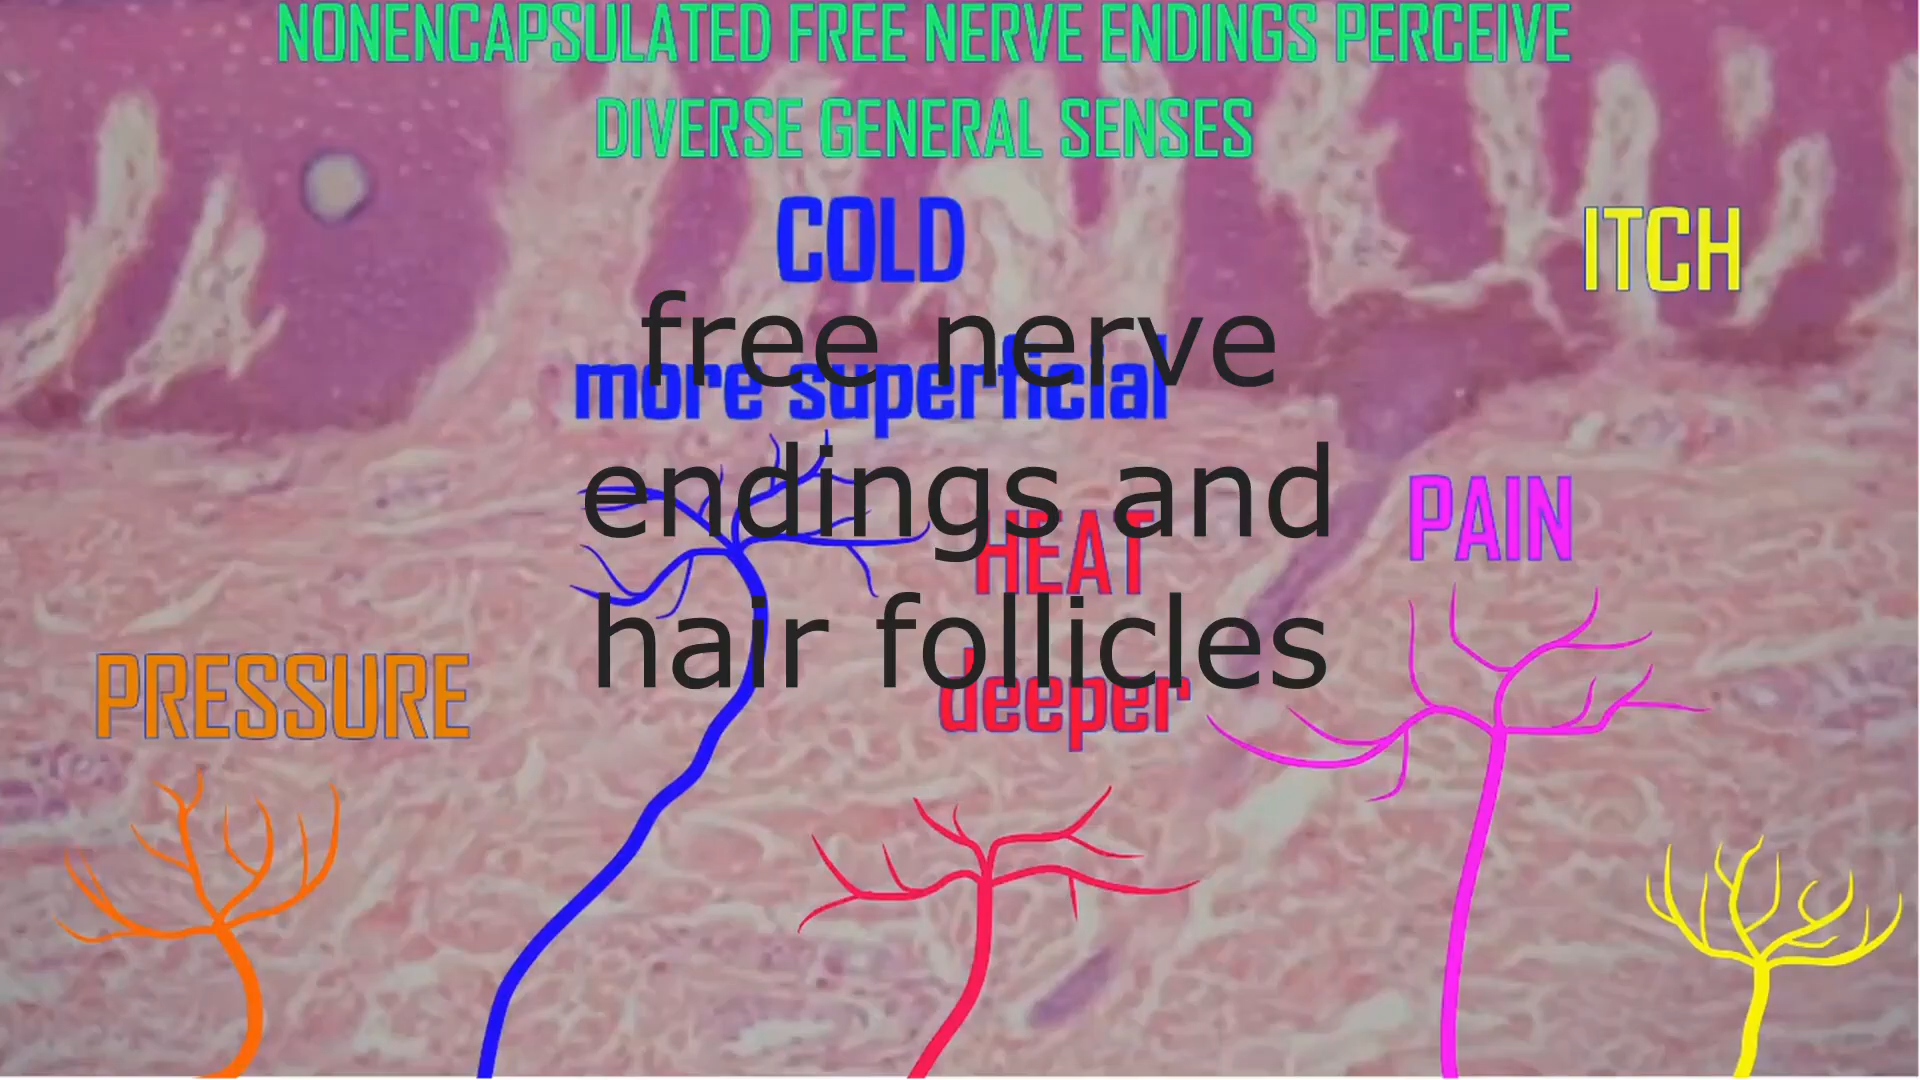 NONENCAPSULATED FREE NERVE ENDINGS PERCEIVE
DIVERSE GENERAL SENSES
COLD
ITCH
free nerve
more superficial
endings and
PAIN
HEAT
hair follicles
deeper
PRESSURE